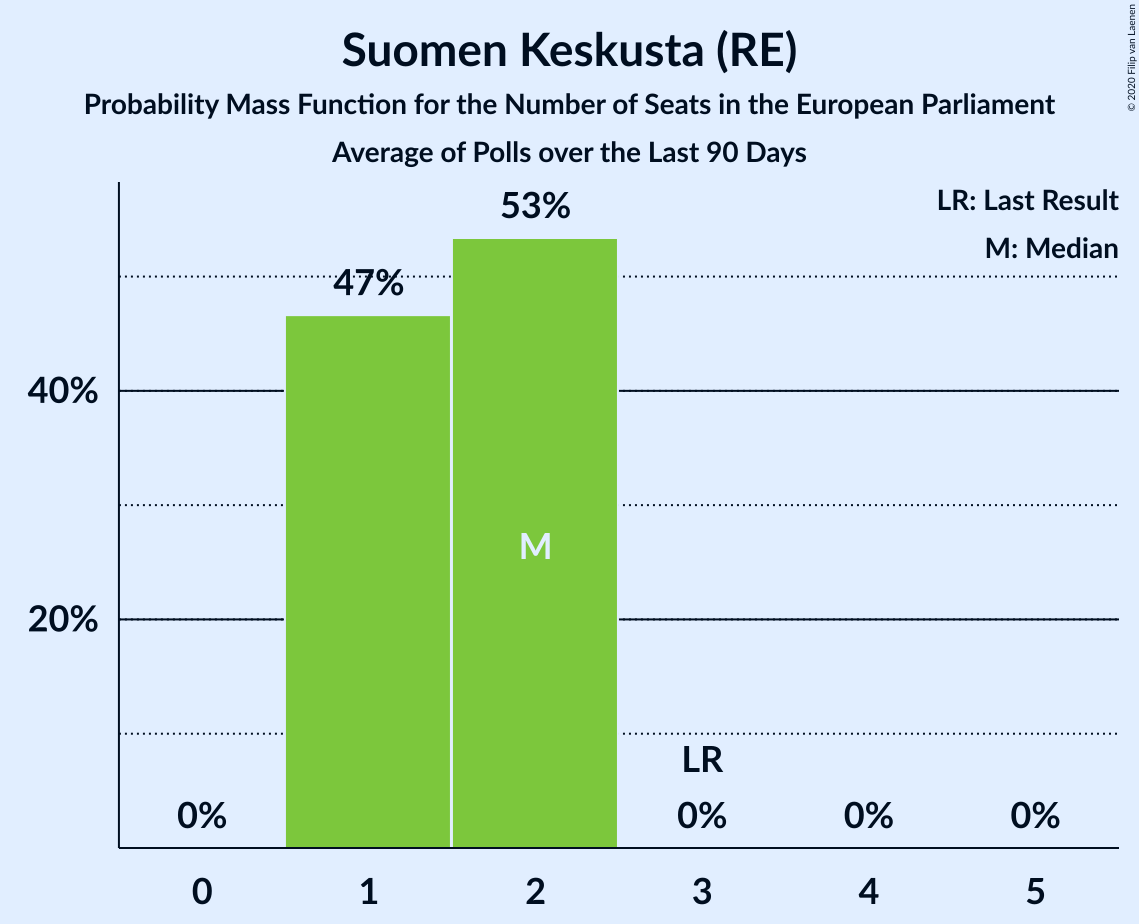 Suomen Keskusta (RE)
Probability Mass Function for the Number of Seats in the European Parliament
Average of Polls over the Last 90 Days
© 2020 Filip van Laenen
LR: Last Result
M: Median
53%
47%
40%
20%
M
LR
0%
0%
0%
0%
0
1
2
3
4
5